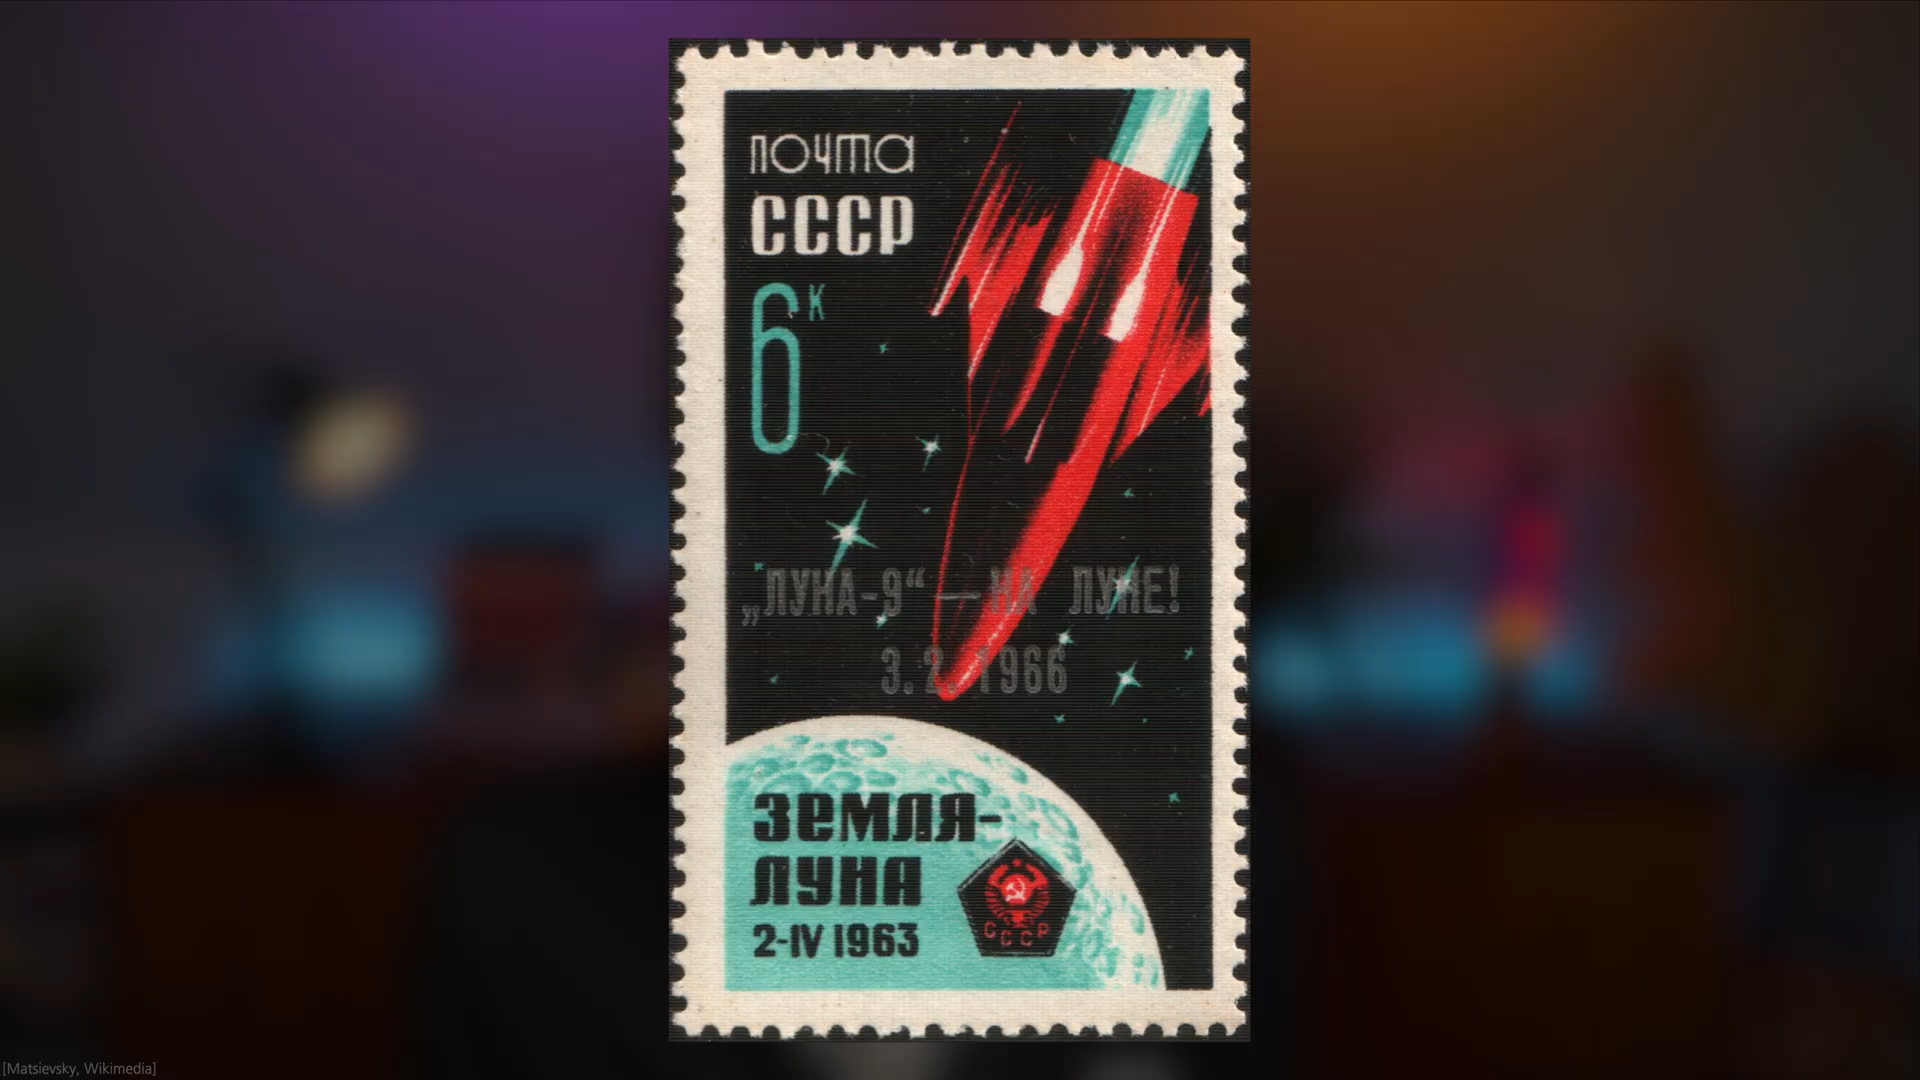 почта
СССР
6к
„ЛУНА-9“ — НА ЛУНЕ!
3.2.1966
Земля-
Луна
2-IV 1963
СССР
[Matsievsky, Wikimedia]